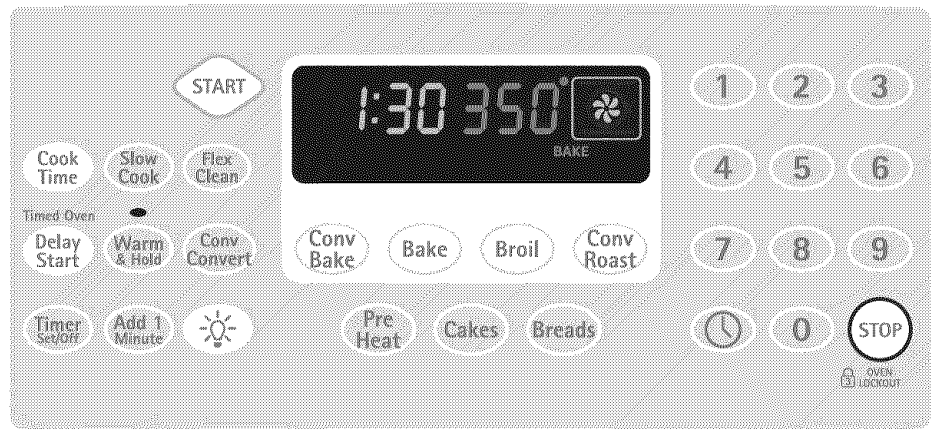 START
1:30 350°
BAKE
1 2 3
Cook
Time
Slow
Cook
Flex
Clean
4 5 6
Timed Oven
Delay
Start
Warm
& Hold
Conv
Convert
Conv
Bake
Bake
Broil
Conv
Roast
7 8 9
Timer
Set/Off
Add 1
Minute
Pre
Heat
Cakes
Breads
0
STOP
3
OVEN
LOCKOUT